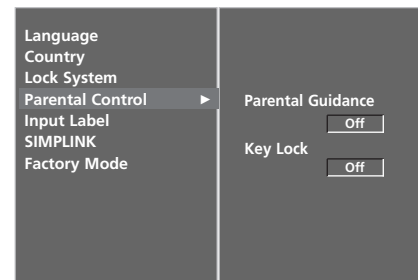 Language
Country
Lock System
Parental Control ►
Input Label
SIMPLINK
Factory Mode
Parental Guidance
Off
Key Lock
Off